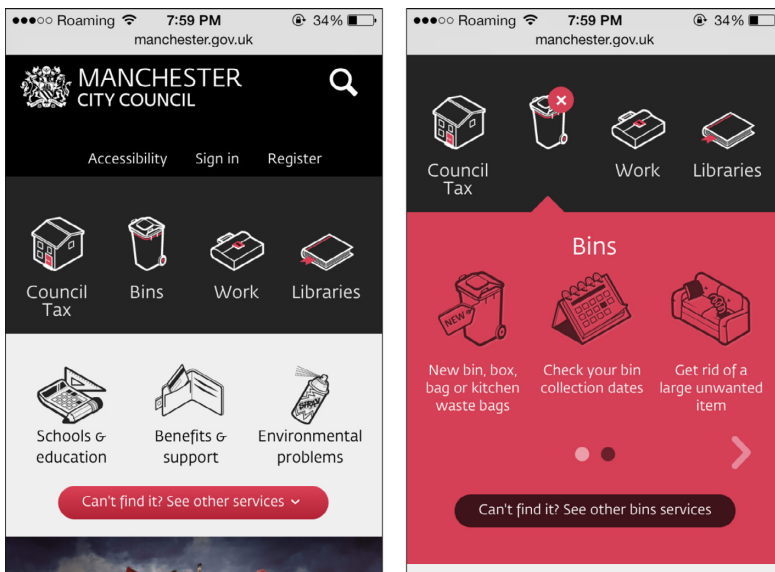 Roaming 7:59 PM 34%
manchester.gov.uk
MANCHESTER
CITY COUNCIL
Accessibility Sign in Register
Council
Tax
Bins
Work
Libraries
Schools &
education
Benefits &
support
Environmental
problems
Can't find it? See other services
Roaming 7:59 PM 34%
manchester.gov.uk
Council
Tax
Work
Libraries
Bins
NEW
New bin, box,
bag or kitchen
waste bags
Check your bin
collection dates
Get rid of a
large unwanted
item
Can't find it? See other bins services